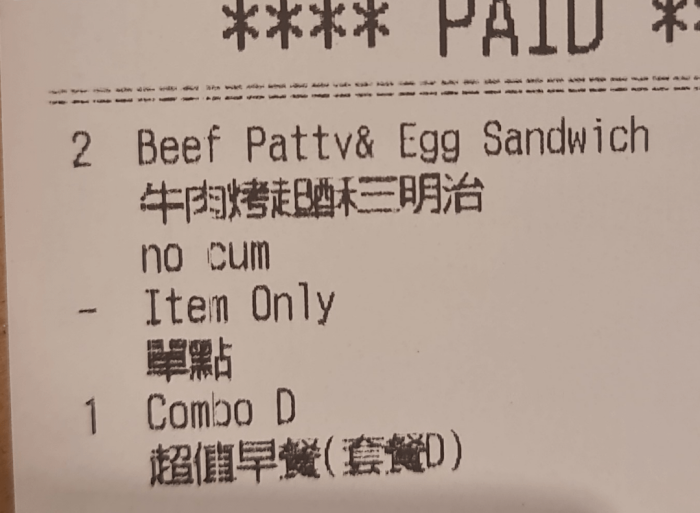 **** PAID **
2 Beef Patty& Egg Sandwich
牛肉烤起酥三明治
no cum
- Item Only
單點
1 Combo D
超值早餐(套餐D)